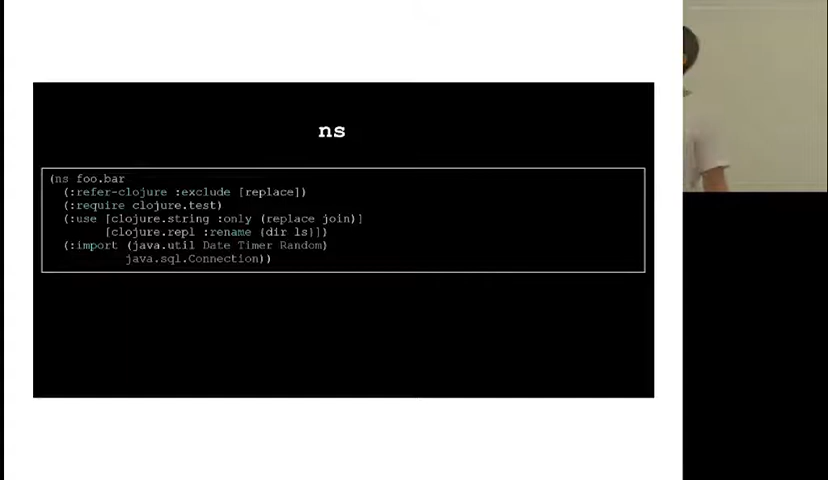 ns
(ns foo.bar
(:refer-clojure :exclude [replace])
(:require clojure.test)
(:use [clojure.string :only (replace join)]
[clojure.repl :rename {dir ls}])
(:import (java.util Date Timer Random)
java.sql.Connection))